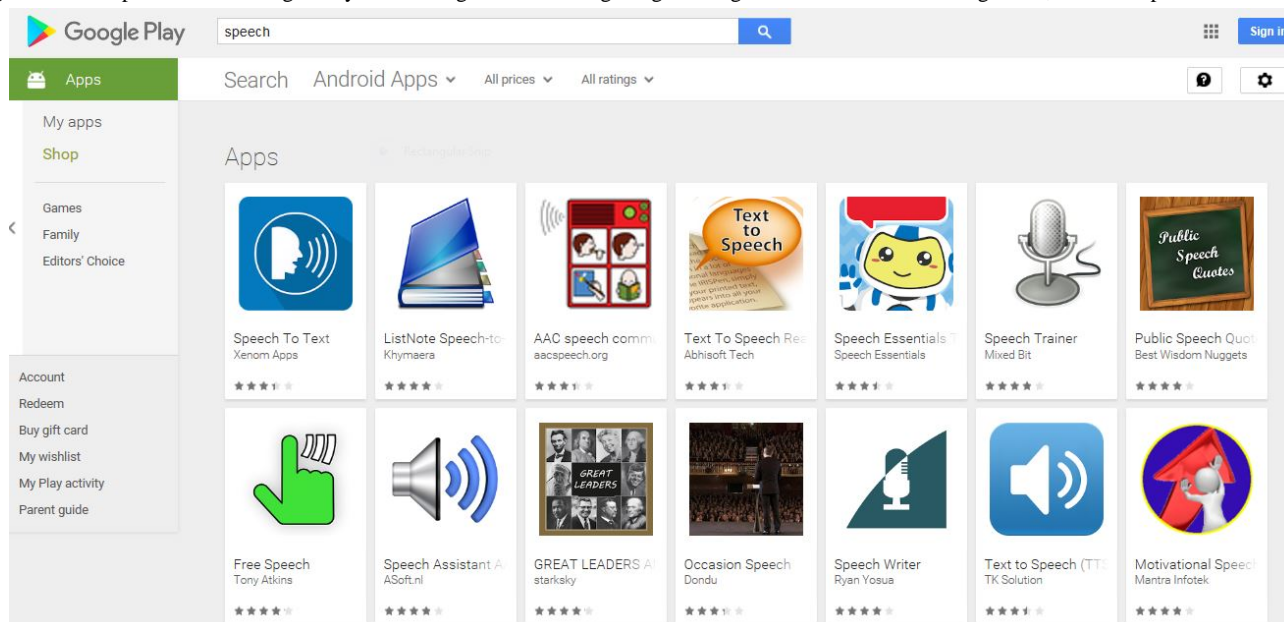 Google Play
speech
Sign in
Apps
Search Android Apps All prices All ratings
My apps
Shop
Games
Family
Editors' Choice
Account
Redeem
Buy gift card
My wishlist
My Play activity
Parent guide
Apps
Text
to
Speech
Public
Speech
Quotes
Speech To Text
Xenom Apps
ListNote Speech-to-
Khymaera
AAC speech comm
aacspeech.org
Text To Speech Rea
Abhisoft Tech
Speech Essentials T
Speech Essentials
Speech Trainer
Mixed Bit
Public Speech Quot
Best Wisdom Nuggets
GREAT
LEADERS
Free Speech
Tony Atkins
Speech Assistant A
ASoft.nl
GREAT LEADERS A
starksky
Occasion Speech
Dondu
Speech Writer
Ryan Yosua
Text to Speech (TTS
TK Solution
Motivational Speec
Mantra Infotek